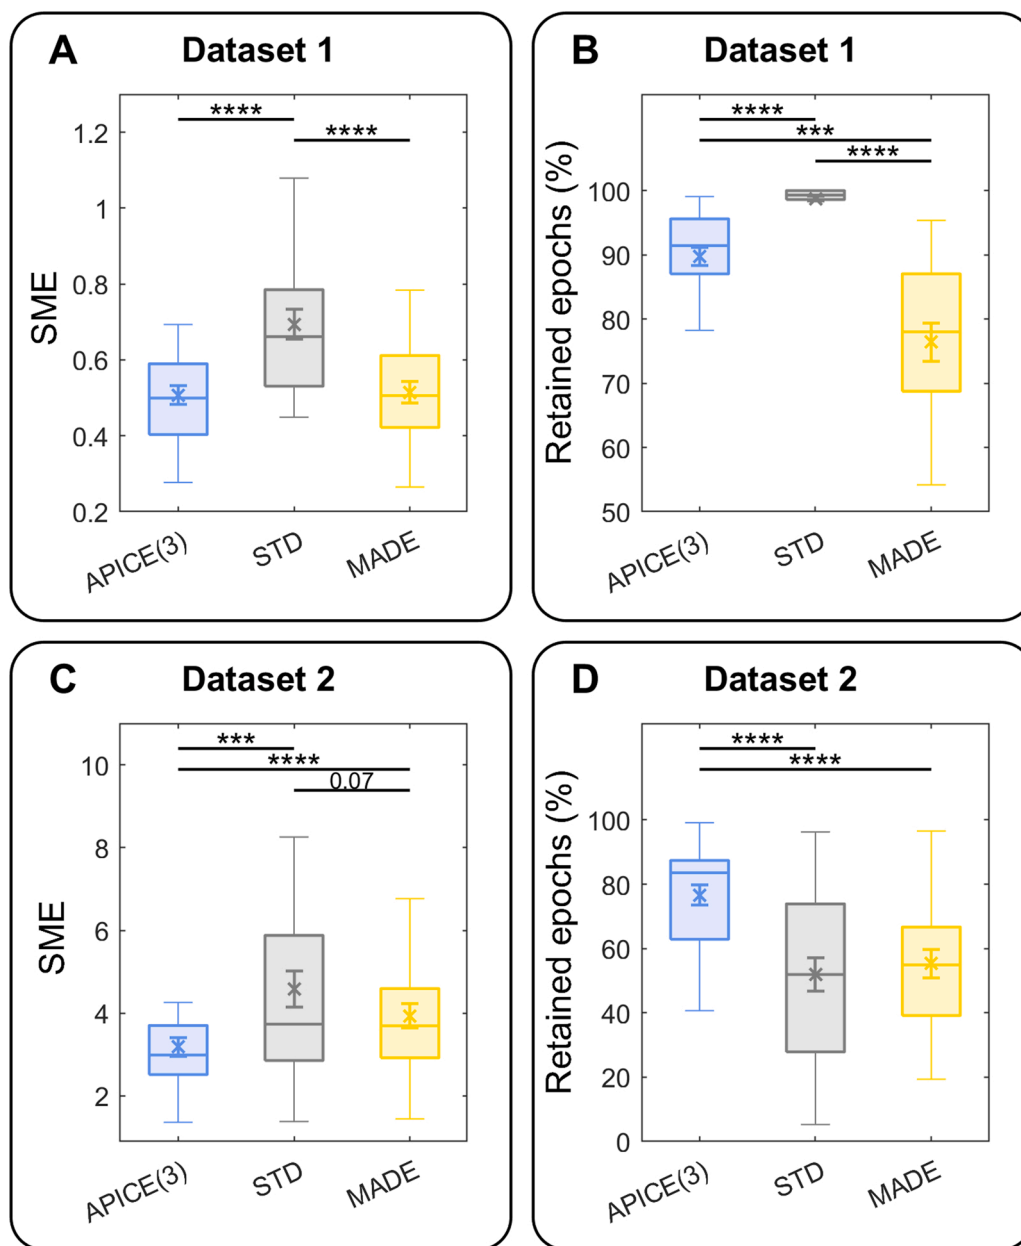 A Dataset 1
****
****
1.2
1
0.8
0.6
0.4
0.2
SME
APICE(3) STD MADE
B Dataset 1
****
***
****
100
90
80
70
60
50
Retained epochs (%)
APICE(3) STD MADE
C Dataset 2
***
****
0.07
10
8
6
4
2
SME
APICE(3) STD MADE
D Dataset 2
****
****
100
80
60
40
20
0
Retained epochs (%)
APICE(3) STD MADE